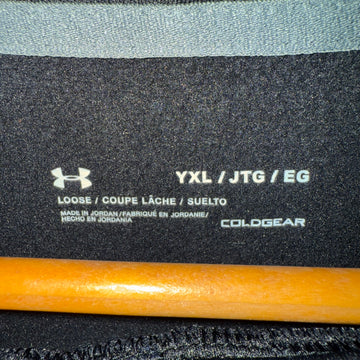 YXL / JTG / EG
LOOSE / COUPE LÂCHE / SUELTO
MADE IN JORDAN / FABRIQUÉ EN JORDANIE /
HECHO EN JORDANIA
COLDGEAR